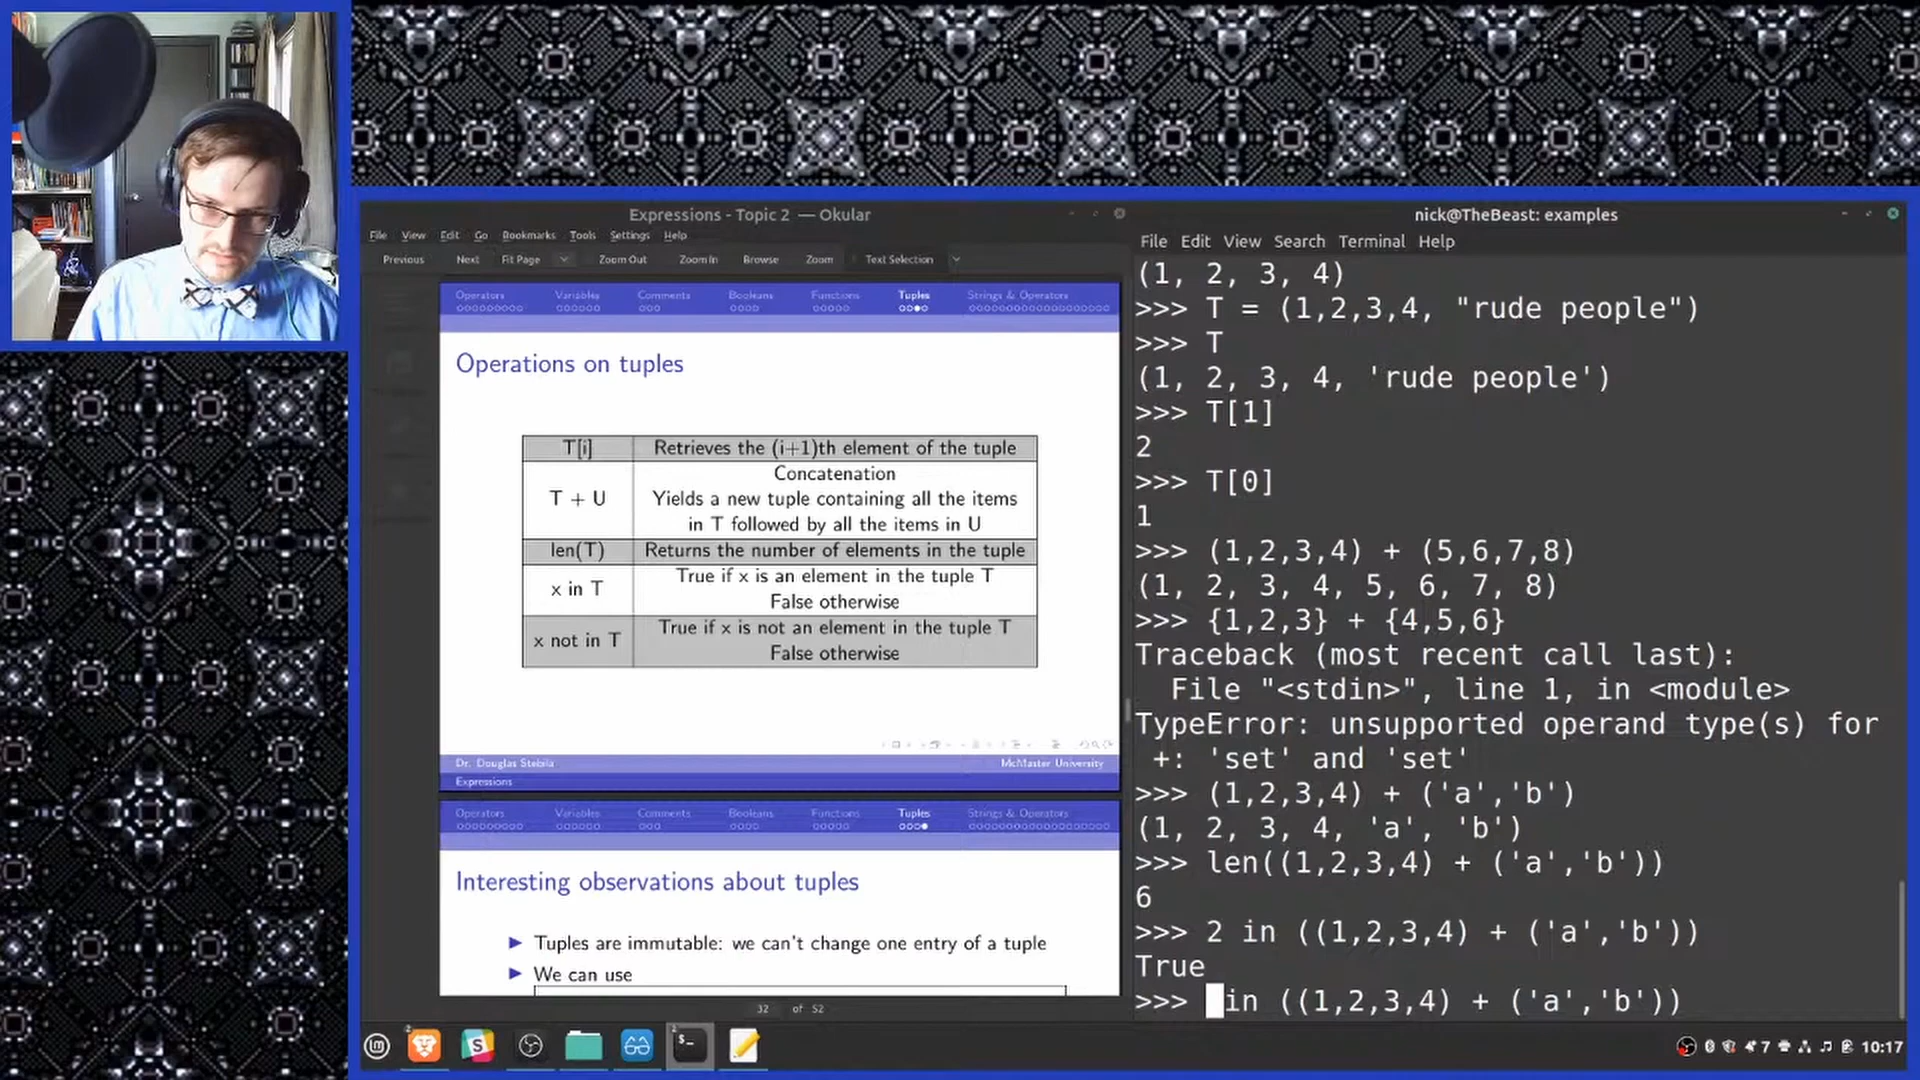 Expressions - Topic 2 — Okular
File View Edit Go Bookmarks Tools Settings Help
Previous Next Fit Page Zoom Out Zoom In Browse Zoom Text Selection
Operators Variables Comments Booleans Functions Tuples Strings & Operators
Operations on tuples
T[i] Retrieves the (i+1)th element of the tuple
Concatenation
T + U Yields a new tuple containing all the items
in T followed by all the items in U
len(T) Returns the number of elements in the tuple
x in T True if x is an element in the tuple T
False otherwise
x not in T True if x is not an element in the tuple T
False otherwise
Dr. Douglas Stebila McMaster University
Expressions
Operators Variables Comments Booleans Functions Tuples Strings & Operators
Interesting observations about tuples
Tuples are immutable: we can't change one entry of a tuple
We can use
32 of 52
nick@TheBeast: examples
File Edit View Search Terminal Help
(1, 2, 3, 4)
>>> T = (1,2,3,4, "rude people")
>>> T
(1, 2, 3, 4, 'rude people')
>>> T[1]
2
>>> T[0]
1
>>> (1,2,3,4) + (5,6,7,8)
(1, 2, 3, 4, 5, 6, 7, 8)
>>> {1,2,3} + {4,5,6}
Traceback (most recent call last):
File "<stdin>", line 1, in <module>
TypeError: unsupported operand type(s) for
+: 'set' and 'set'
>>> (1,2,3,4) + ('a','b')
(1, 2, 3, 4, 'a', 'b')
>>> len((1,2,3,4) + ('a','b'))
6
>>> 2 in ((1,2,3,4) + ('a','b'))
True
>>> in ((1,2,3,4) + ('a','b'))
7 10:17